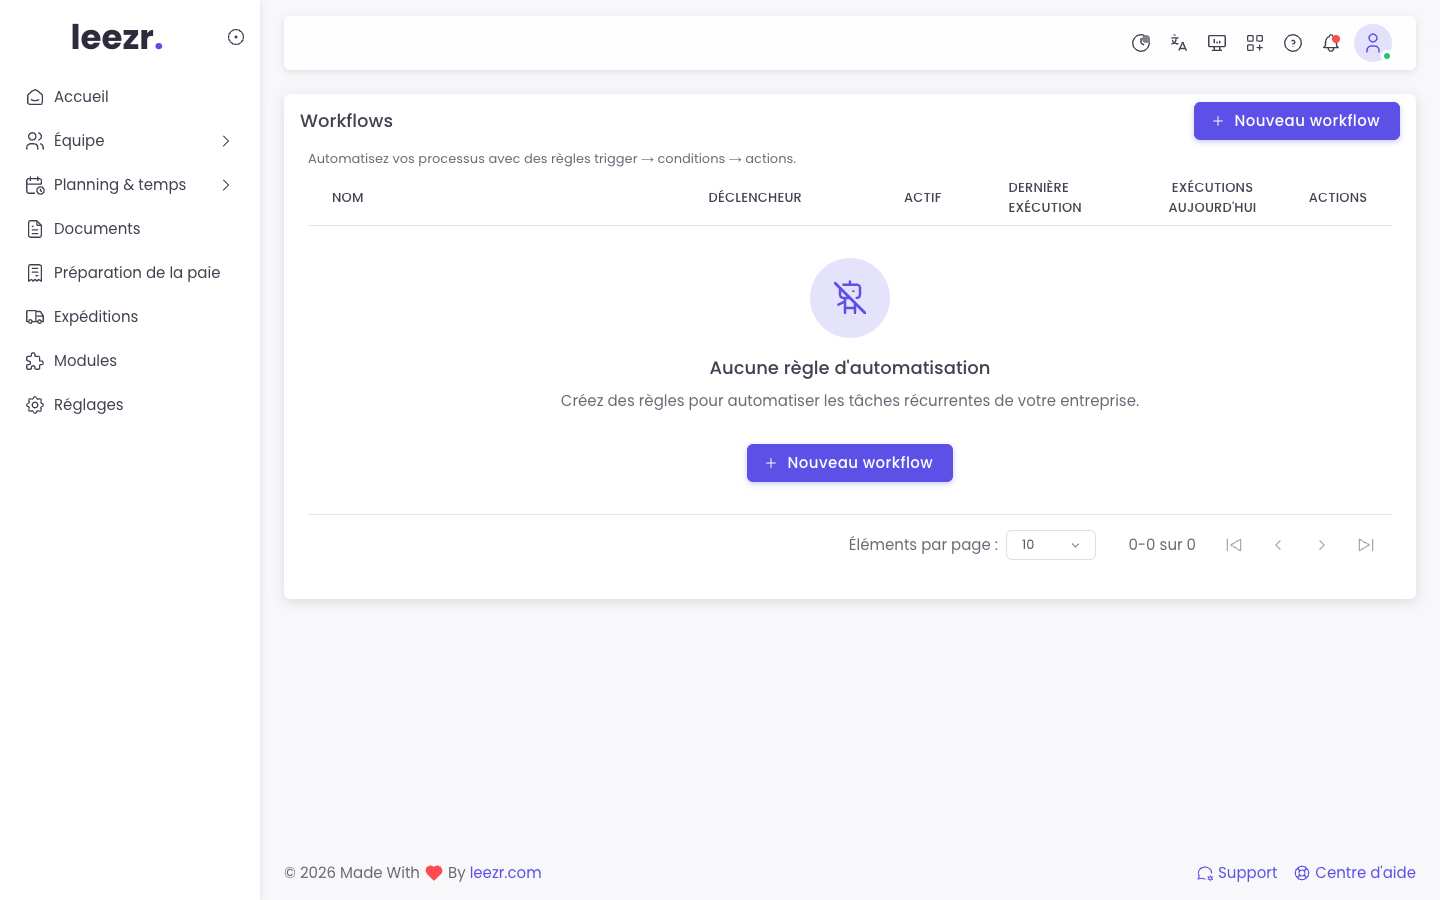 leezr.
Accueil
Équipe
Planning & temps
Documents
Préparation de la paie
Expéditions
Modules
Réglages
Workflows
Nouveau workflow
Automatisez vos processus avec des règles trigger → conditions → actions.
NOM
DÉCLENCHEUR
ACTIF
DERNIÈRE
EXÉCUTION
EXÉCUTIONS
AUJOURD'HUI
ACTIONS
Aucune règle d'automatisation
Créez des règles pour automatiser les tâches récurrentes de votre entreprise.
Nouveau workflow
Éléments par page :
10
0-0 sur 0
© 2026 Made With ❤ By leezr.com
Support
Centre d'aide